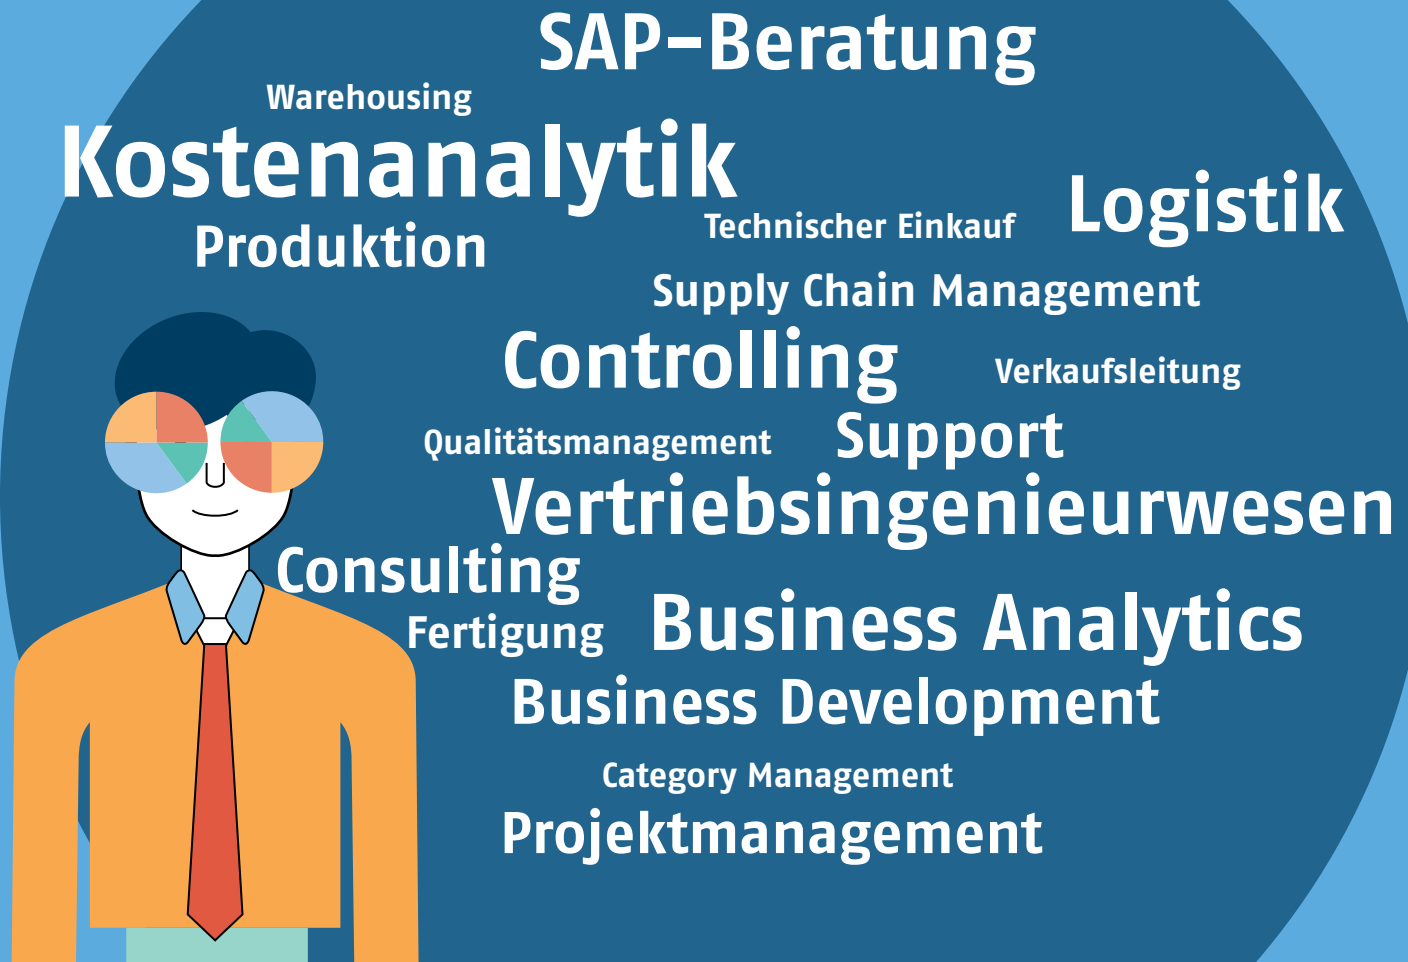 SAP-Beratung
Warehousing
Kostenanalytik
Logistik
Technischer Einkauf
Produktion
Supply Chain Management
Controlling
Verkaufsleitung
Qualitätsmanagement
Support
Vertriebsingenieurwesen
Consulting
Business Analytics
Fertigung
Business Development
Category Management
Projektmanagement